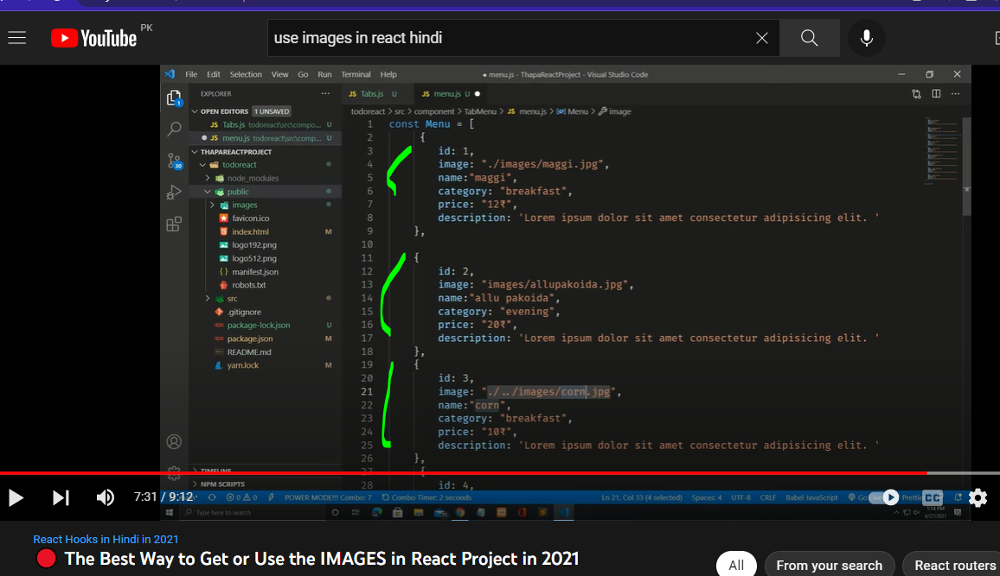 YouTube PK
use images in react hindi
File Edit Selection View Go Run Terminal Help
● menu.js - ThapaReactProject - Visual Studio Code
EXPLORER
OPEN EDITORS 1 UNSAVED
JS Tabs.js todoreact\src\compo... U
● JS menu.js todoreact\src\comp... U
THAPAREACTPROJECT
todoreact
node_modules
public
images
favicon.ico
index.html M
logo192.png
logo512.png
manifest.json
robots.txt
src
.gitignore
package-lock.json U
package.json M
README.md
yarn.lock M
TIMELINE
NPM SCRIPTS
JS Tabs.js U
JS menu.js U ●
todoreact > src > component > TabMenu > JS menu.js > Menu > image
1 const Menu = [
2 {
3 id: 1,
4 image: "./images/maggi.jpg",
5 name:"maggi",
6 category: "breakfast",
7 price: "12₹",
8 description: 'Lorem ipsum dolor sit amet consectetur adipisicing elit. '
9 },
10
11 {
12 id: 2,
13 image: "images/allupakoida.jpg",
14 name:"allu pakoida",
15 category: "evening",
16 price: "20₹",
17 description: 'Lorem ipsum dolor sit amet consectetur adipisicing elit. '
18 },
19 {
20 id: 3,
21 image: "./../images/corn.jpg",
22 name:"corn",
23 category: "breakfast",
24 price: "10₹",
25 description: 'Lorem ipsum dolor sit amet consectetur adipisicing elit. '
26 },
27 {
28 id: 4,
7:31 / 9:12
0 0 POWER MODE!!! Combo: 7 Combo Timer: 2 seconds
Ln 21, Col 33 (4 selected) Spaces: 4 UTF-8 CRLF Babel JavaScript
CC
Type here to search
4/27/2021
React Hooks in Hindi in 2021
The Best Way to Get or Use the IMAGES in React Project in 2021
All From your search React routers